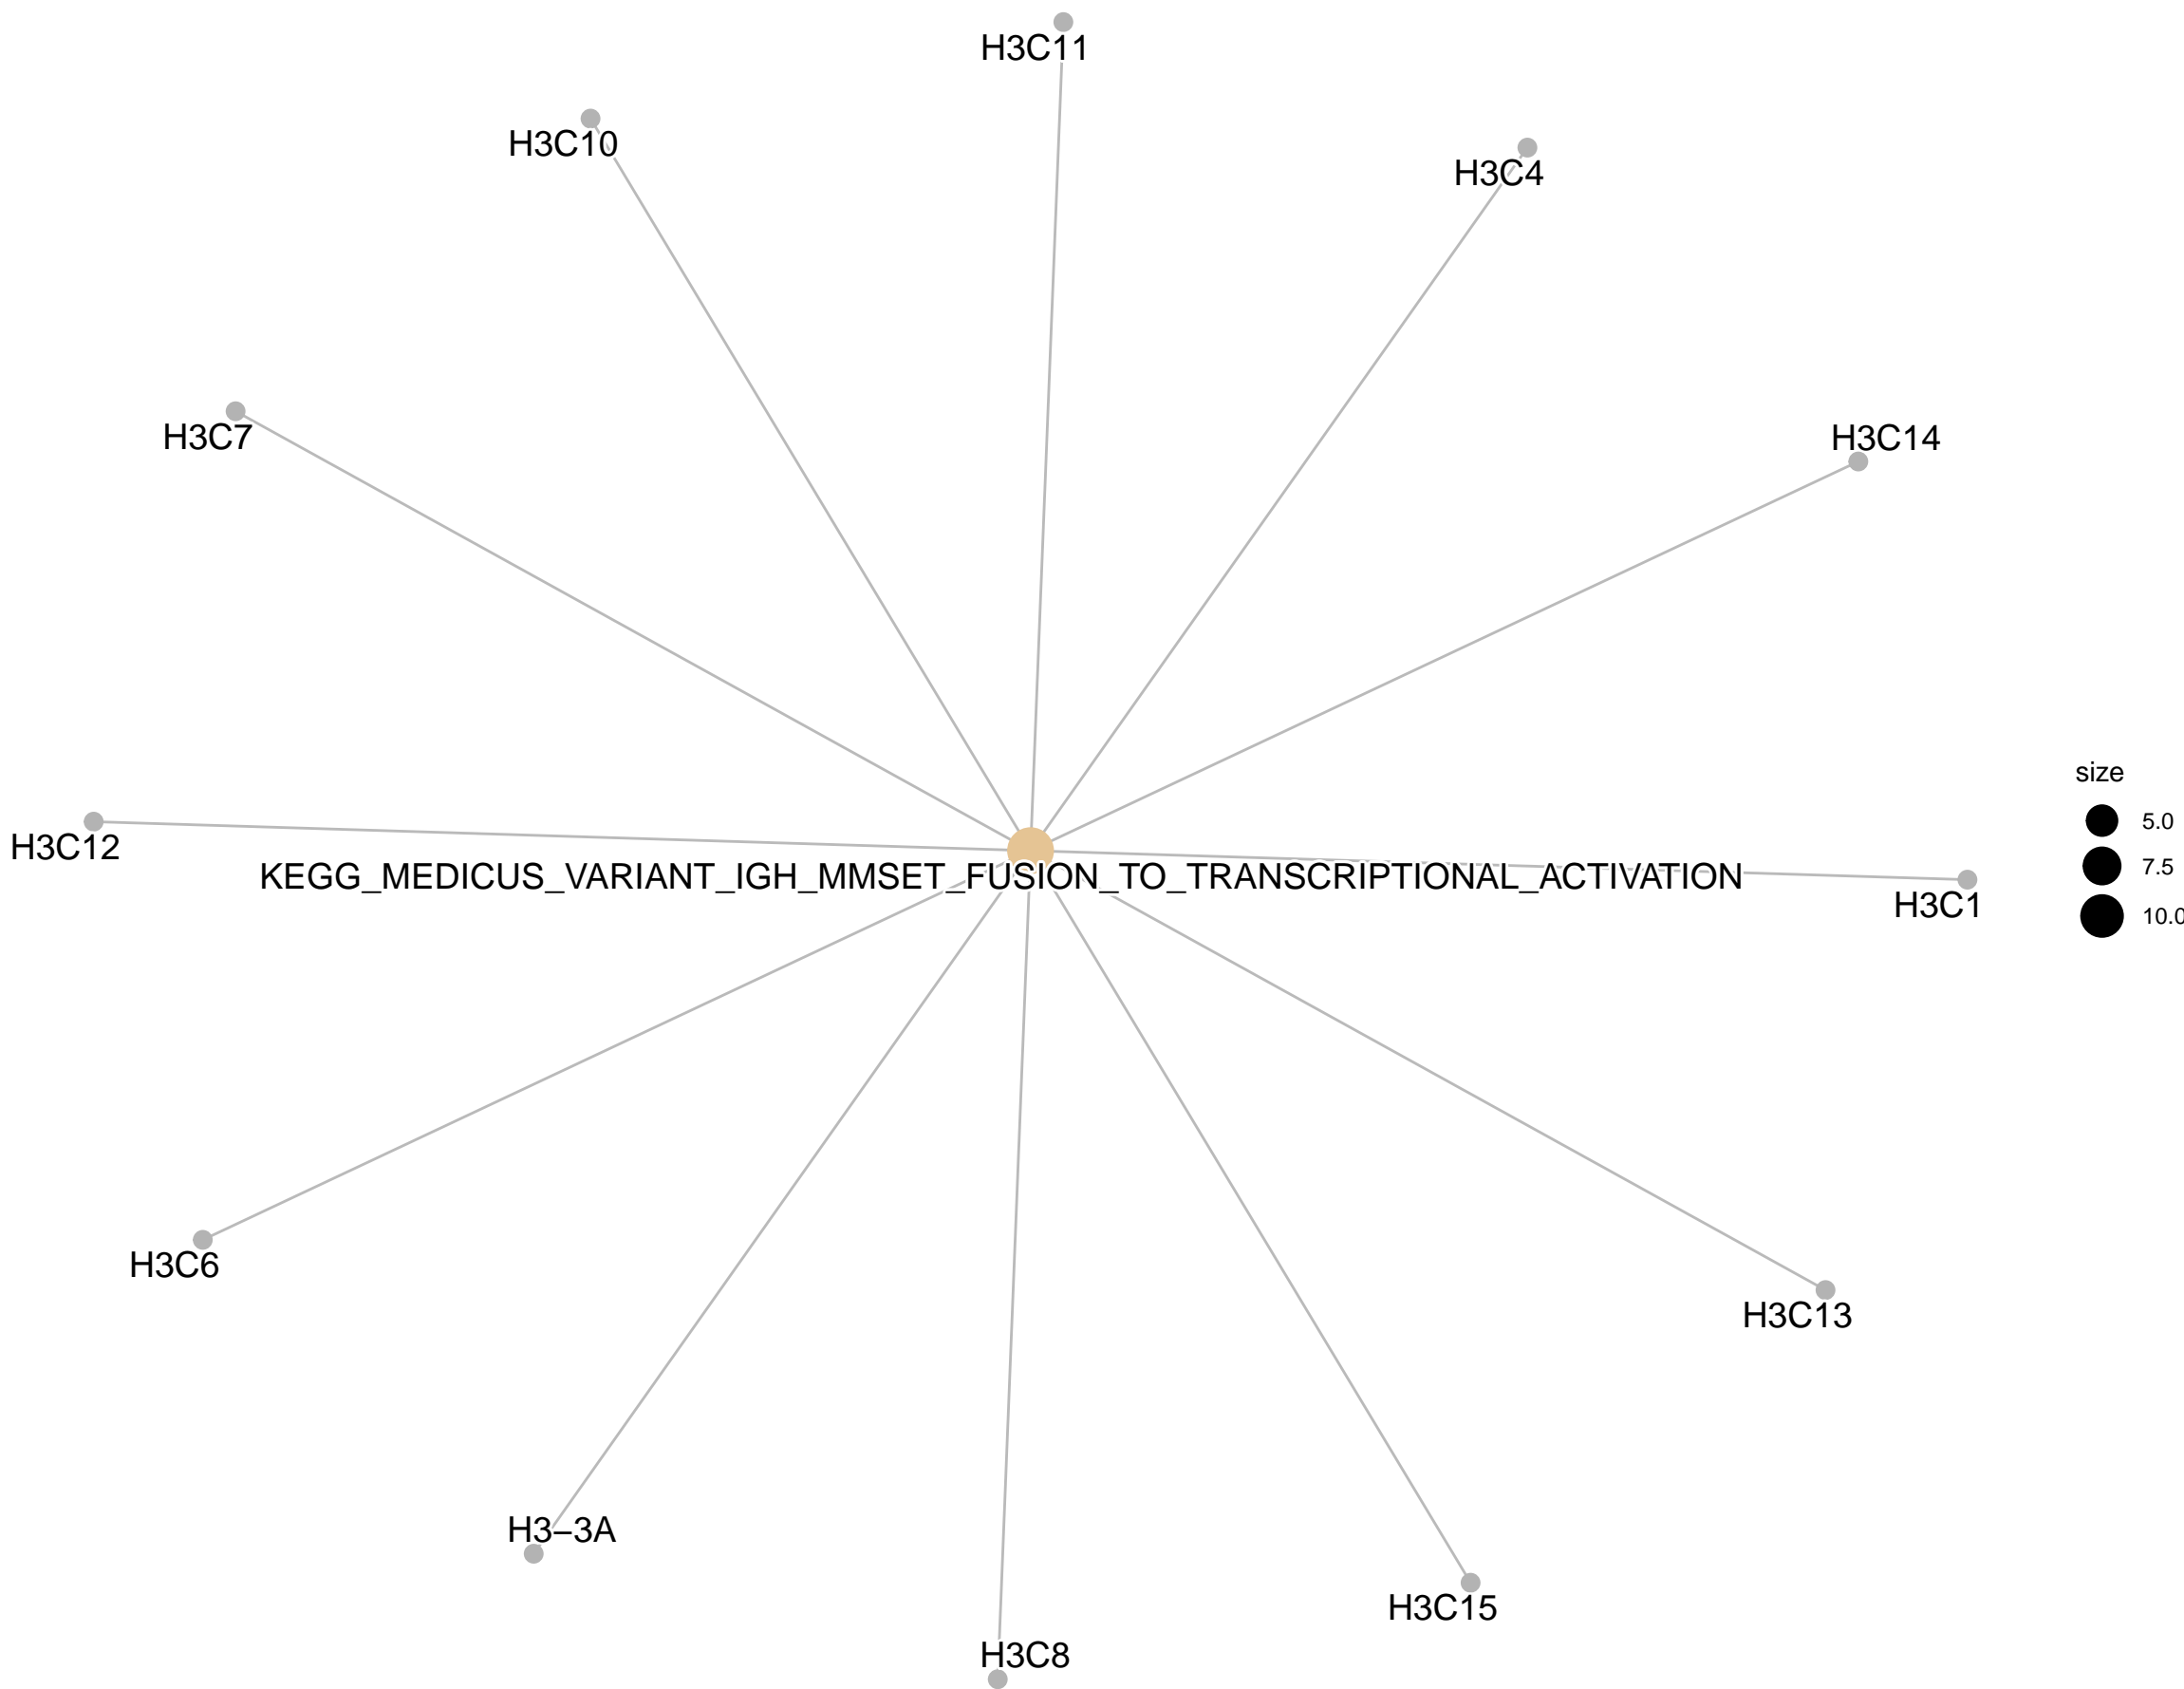 H3C11
H3C10
H3C4
H3C7
H3C14
size
5.0
H3C12
7.5
KEGG_MEDICUS_VARIANT_IGH_MMSET_FUSION_TO_TRANSCRIPTIONAL_ACTIVATION
H3C1
10.0
H3C6
H3C13
H3−3A
H3C15
H3C8